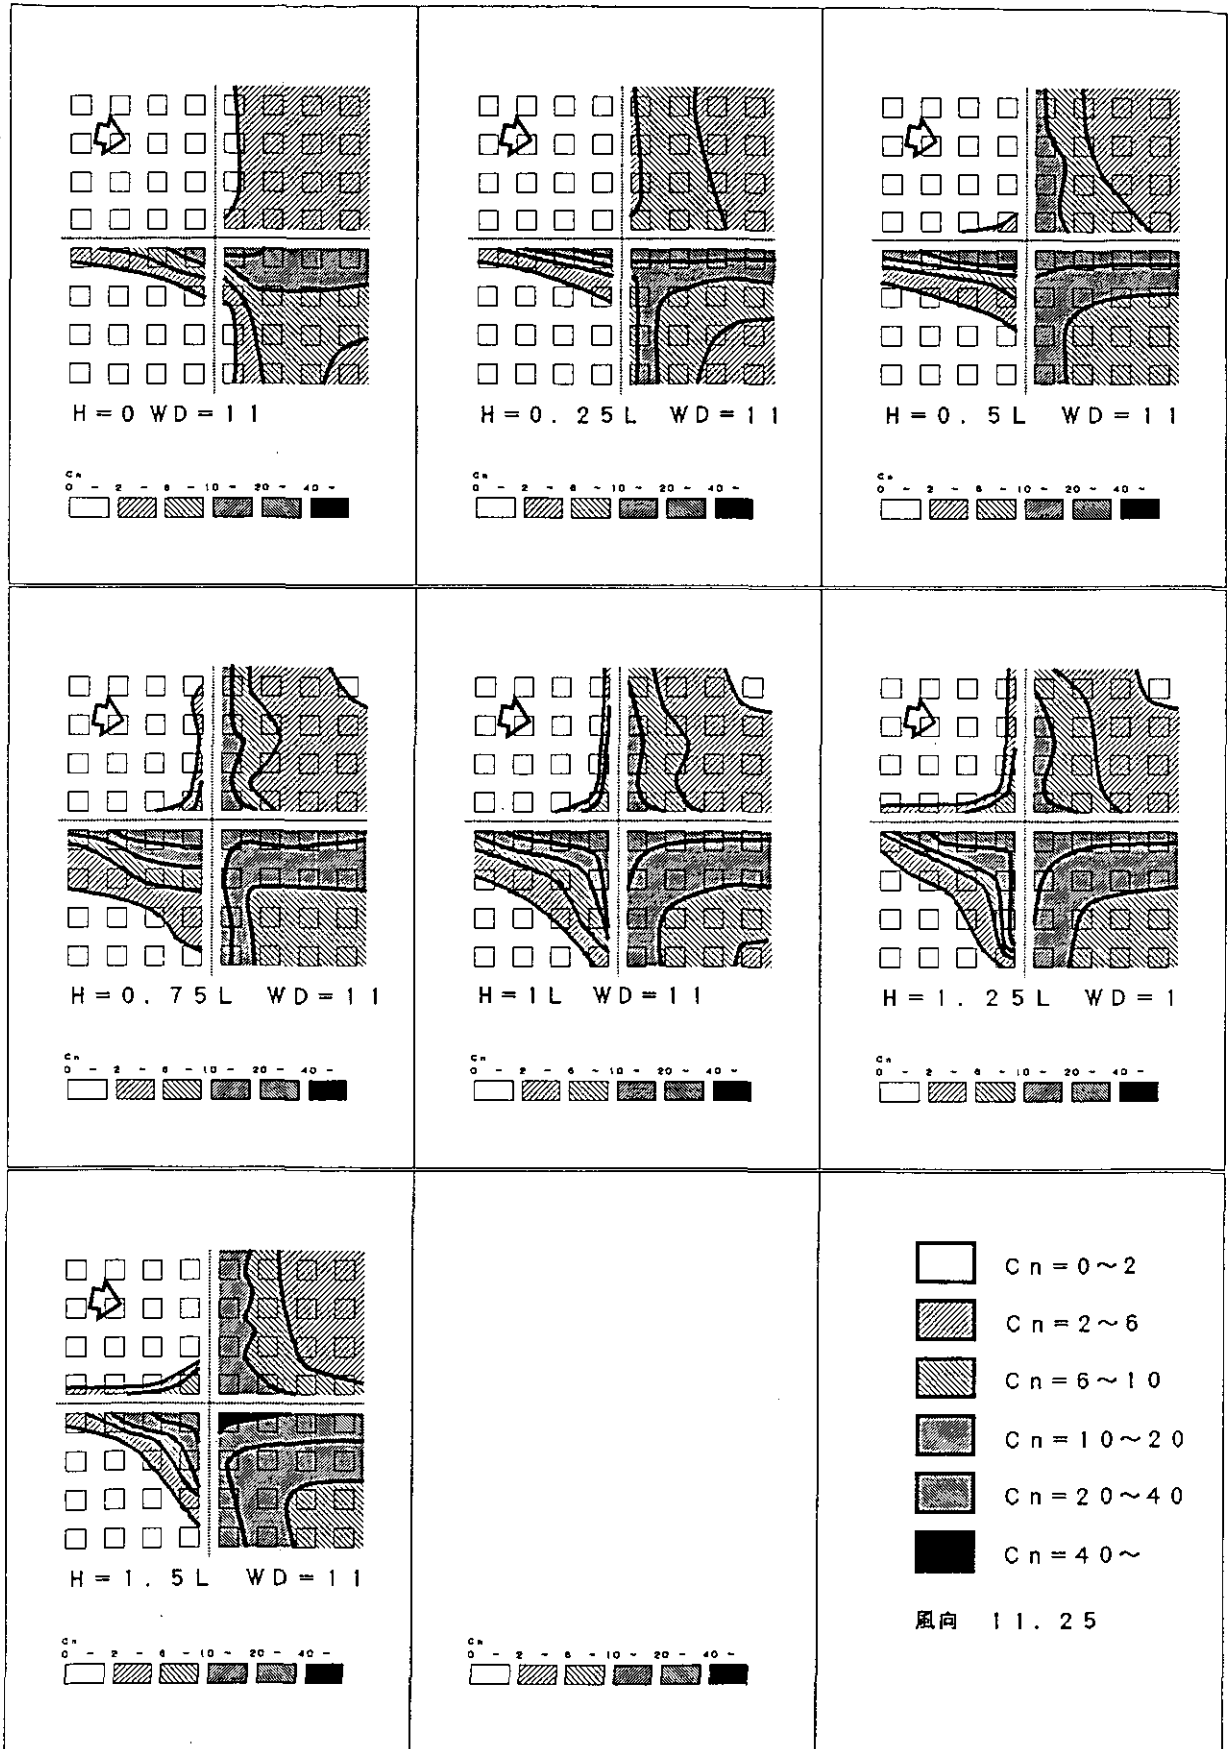 H=0 WD=11
Cn
0 - 2 - 6 - 10 ~ 20 - 40 ~
H=0.25L WD=11
Cn
0 - 2 - 6 - 10 ~ 20 ~ 40 ~
H=0.5L WD=11
Cn
0 - 2 - 6 - 10 ~ 20 ~ 40 ~
H=0.75L WD=11
Cn
0 - 2 - 6 - 10 ~ 20 ~ 40 ~
H=1L WD=11
Cn
0 - 2 - 6 - 10 ~ 20 - 40 ~
H=1.25L WD=1
Cn
0 - 2 - 6 - 10 - 20 ~ 40 ~
H=1.5L WD=11
Cn
0 - 2 - 6 - 10 ~ 20 ~ 40 ~
Cn
0 - 2 - 6 - 10 ~ 20 - 40 ~
Cn=0～2
Cn=2～6
Cn=6～10
Cn=10～20
Cn=20～40
Cn=40～
風向 11.25